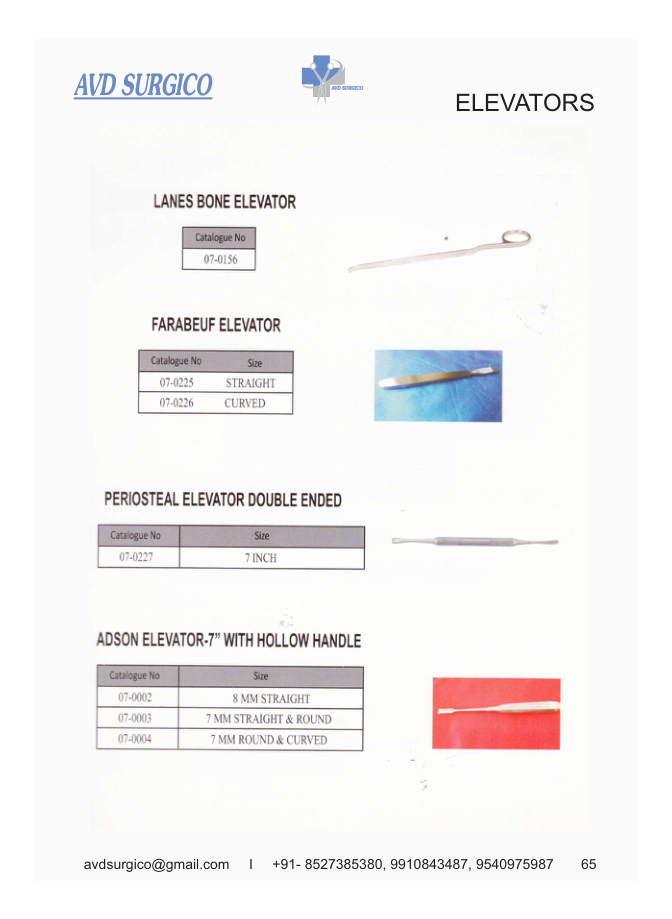 AVD SURGICO
AVD SURGICO
ELEVATORS
LANES BONE ELEVATOR
Catalogue No
07-0156
FARABEUF ELEVATOR
Catalogue No Size
07-0225 STRAIGHT
07-0226 CURVED
PERIOSTEAL ELEVATOR DOUBLE ENDED
Catalogue No Size
07-0227 7 INCH
ADSON ELEVATOR-7” WITH HOLLOW HANDLE
Catalogue No Size
07-0002 8 MM STRAIGHT
07-0003 7 MM STRAIGHT & ROUND
07-0004 7 MM ROUND & CURVED
avdsurgico@gmail.com I +91- 8527385380, 9910843487, 9540975987 65